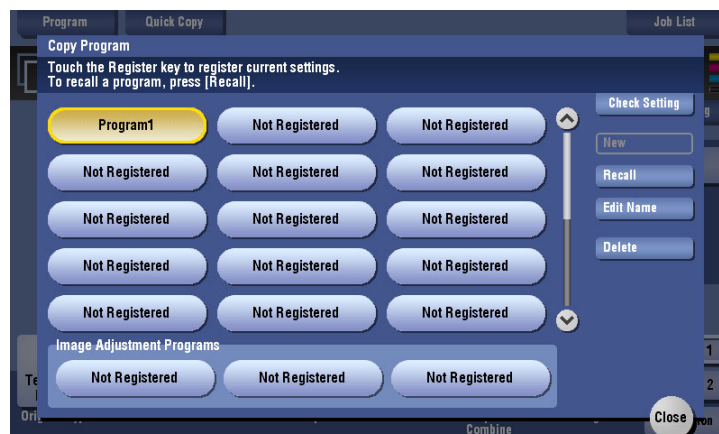 Program Quick Copy Job List
Copy Program
Touch the Register key to register current settings.
To recall a program, press [Recall].
Check Setting
Program1 Not Registered Not Registered
New
Not Registered Not Registered Not Registered
Recall
Not Registered Not Registered Not Registered
Edit Name
Not Registered Not Registered Not Registered
Delete
Not Registered Not Registered Not Registered
Image Adjustment Programs
Not Registered Not Registered Not Registered
1
2
Close
Combine